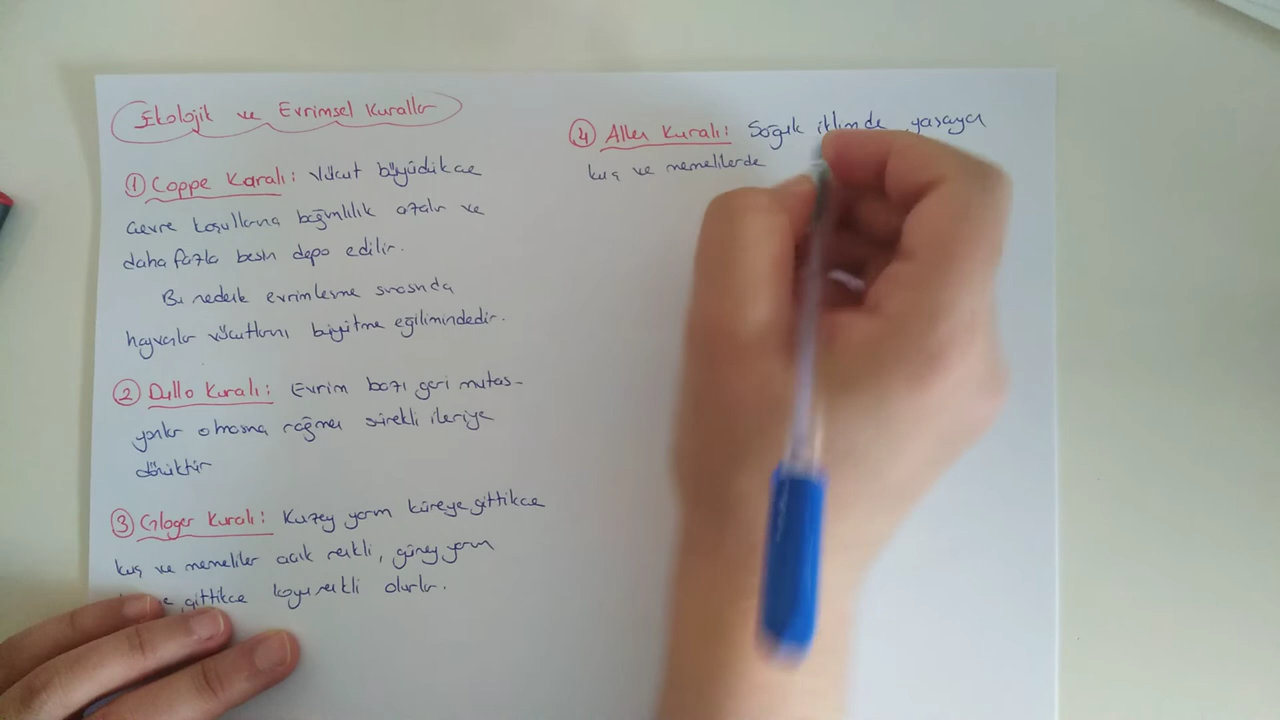 Ekolojik ve Evrimsel Kurallar
① Coppe Kuralı: Vücut büyüdükçe
çevre koşullarına bağımlılık azalır ve
daha fazla besin depo edilir.
Bu nedenle evrimleşme sırasında
hayvanlar vücutlarını büyütme eğilimindedir.
② Dollo Kuralı: Evrim bazı geri mutas-
yonlar olmasına rağmen sürekli ileriye
dönüktür
③ Gloger Kuralı: Kuzey yarım küreye gittikçe
kuş ve memeliler açık renkli, güney yarım
gittikçe koyu renkli olurlar.
④ Allen Kuralı: Soğuk iklimde yaşayan
kuş ve memelilerde